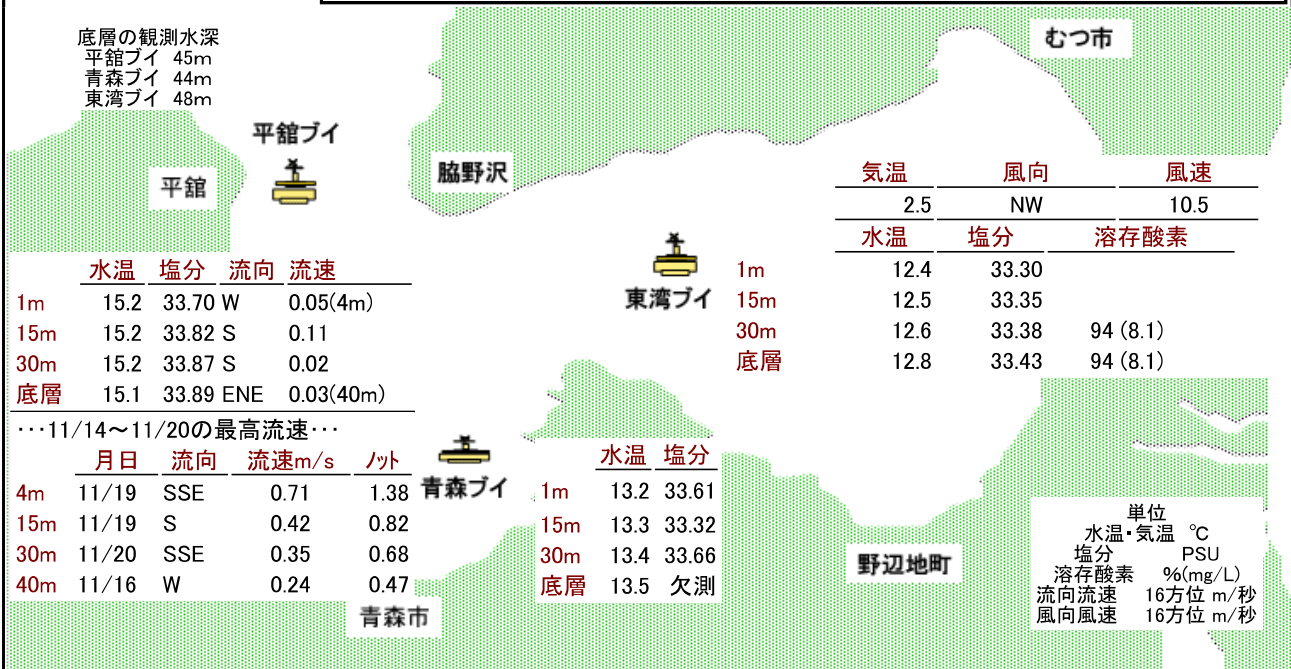 底層の観測水深
平舘ブイ 45m
青森ブイ 44m
東湾ブイ 48m
むつ市
平舘ブイ
脇野沢
平舘
気温 風向 風速
2.5 NW 10.5
水温 塩分 溶存酸素
1m 12.4 33.30
15m 12.5 33.35
30m 12.6 33.38 94 (8.1)
底層 12.8 33.43 94 (8.1)
東湾ブイ
水温 塩分 流向 流速
1m 15.2 33.70 W 0.05(4m)
15m 15.2 33.82 S 0.11
30m 15.2 33.87 S 0.02
底層 15.1 33.89 ENE 0.03(40m)
…11/14～11/20の最高流速…
月日 流向 流速m/s ノット
4m 11/19 SSE 0.71 1.38
15m 11/19 S 0.42 0.82
30m 11/20 SSE 0.35 0.68
40m 11/16 W 0.24 0.47
青森ブイ
水温 塩分
1m 13.2 33.61
15m 13.3 33.32
30m 13.4 33.66
底層 13.5 欠測
青森市
野辺地町
単位
水温・気温 ℃
塩分 PSU
溶存酸素 %(mg/L)
流向流速 16方位 m/秒
風向風速 16方位 m/秒